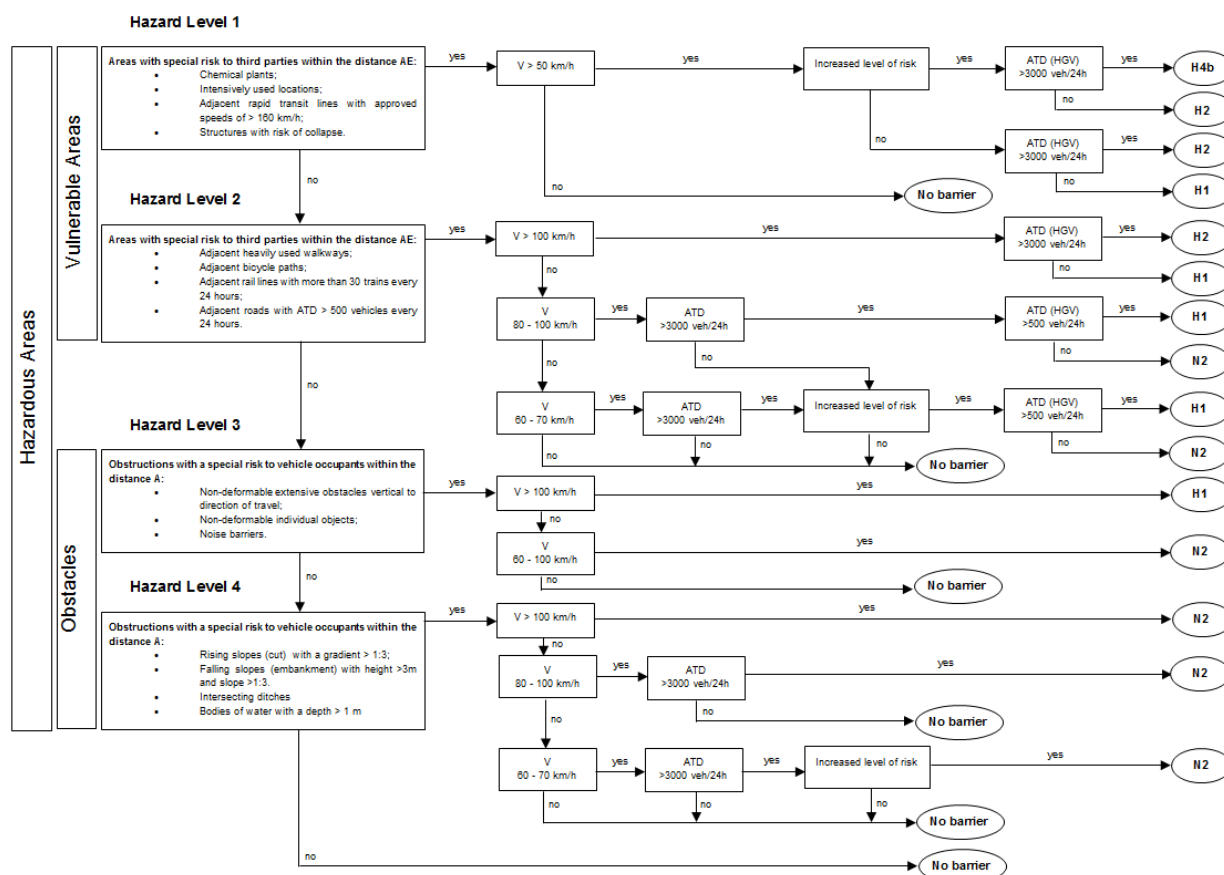 Hazardous Areas
Vulnerable Areas
Obstacles
Hazard Level 1
Areas with special risk to third parties within the distance AE:
• Chemical plants;
• Intensively used locations;
• Adjacent rapid transit lines with approved
speeds of > 160 km/h;
• Structures with risk of collapse.
yes
V > 50 km/h
yes
Increased level of risk
yes
ATD (HGV)
>3000 veh/24h
yes
H4b
no
H2
no
ATD (HGV)
>3000 veh/24h
yes
H2
no
H1
no
No barrier
no
Hazard Level 2
Areas with special risk to third parties within the distance AE:
• Adjacent heavily used walkways;
• Adjacent bicycle paths;
• Adjacent rail lines with more than 30 trains every
24 hours;
• Adjacent roads with ATD > 500 vehicles every
24 hours.
yes
V > 100 km/h
yes
ATD (HGV)
>3000 veh/24h
yes
H2
no
H1
no
V
80 - 100 km/h
yes
ATD
>3000 veh/24h
yes
ATD (HGV)
>500 veh/24h
yes
H1
no
N2
no
no
V
60 - 70 km/h
yes
ATD
>3000 veh/24h
yes
Increased level of risk
yes
ATD (HGV)
>500 veh/24h
yes
H1
no
N2
no
no
no
No barrier
no
Hazard Level 3
Obstructions with a special risk to vehicle occupants within the
distance A:
• Non-deformable extensive obstacles vertical to
direction of travel;
• Non-deformable individual objects;
• Noise barriers.
yes
V > 100 km/h
yes
H1
no
V
60 - 100 km/h
yes
N2
no
No barrier
no
Hazard Level 4
Obstructions with a special risk to vehicle occupants within the
distance A:
• Rising slopes (cut) with a gradient > 1:3;
• Falling slopes (embankment) with height >3m
and slope >1:3.
• Intersecting ditches
• Bodies of water with a depth > 1 m
yes
V > 100 km/h
yes
N2
no
V
80 - 100 km/h
yes
ATD
>3000 veh/24h
yes
N2
no
No barrier
no
V
60 - 70 km/h
yes
ATD
>3000 veh/24h
yes
Increased level of risk
yes
N2
no
no
no
No barrier
no
No barrier